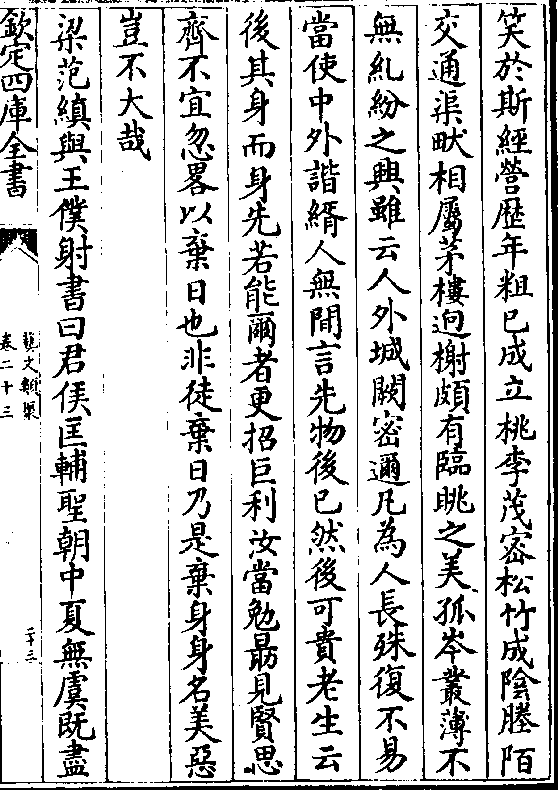 笑於斯經營歴年粗已成立桃李茂宻松竹成陰塍陌
交通渠畎相屬茅樓逈榭頗有臨眺之美孤岑叢薄不
無乣紛之興雖云人外城闕宻邇凡為人長殊復不易
當使中外諧緝人無間言先物後已然後可貴老生云
後其身而身先若能爾者更招巨利汝當勉勗見賢思
齊不宜忽畧以棄日也非徒棄日乃是棄身身名美惡
豈不大哉
梁范縝與王僕射書曰君侯匡輔聖朝中夏無虞既盡
欽定四庫全書
藝文類聚
卷二十三
二十三